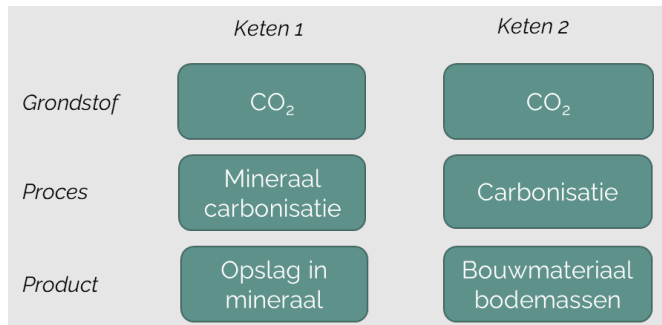 Keten 1 Keten 2
Grondstof CO₂ CO₂
Proces Mineraal carbonisatie Carbonisatie
Product Opslag in mineraal Bouwmateriaal bodemassen